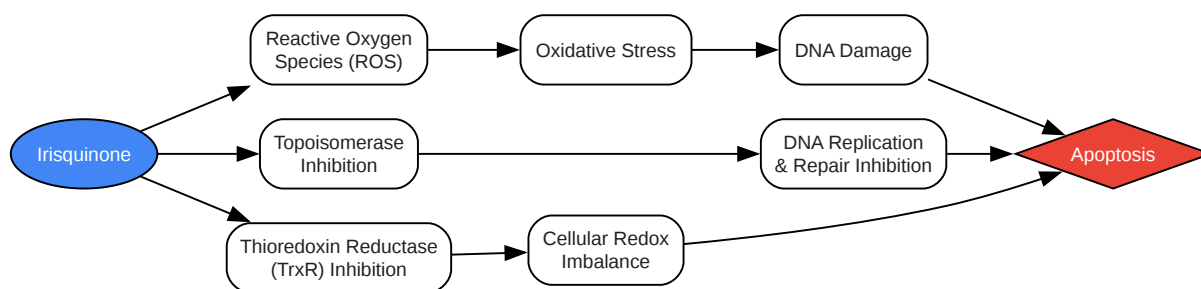 Reactive Oxygen
Species (ROS)
Oxidative Stress
DNA Damage
Irisquinone
Topoisomerase
Inhibition
DNA Replication
& Repair Inhibition
Apoptosis
Thioredoxin Reductase
(TrxR) Inhibition
Cellular Redox
Imbalance